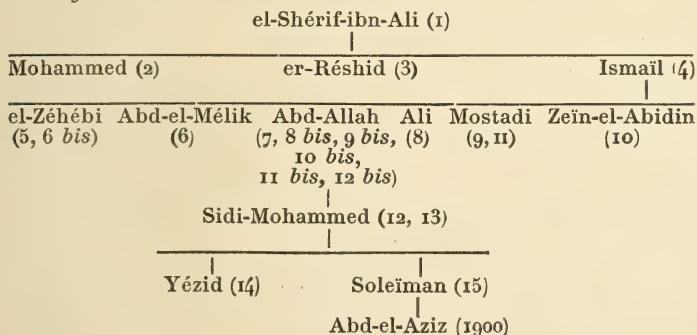 el-Shérif-ibn-Ali (1)
Mohammed (2) er-Réshid (3) Ismaïl (4)
el-Zéhébi Abd-el-Mélik Abd-Allah Ali Mostadi Zeïn-el-Abidin
(5, 6 bis) (6) (7, 8 bis, 9 bis, (8) (9, 11) (10)
10 bis,
11 bis, 12 bis)
Sidi-Mohammed (12, 13)
Yézid (14) Soleïman (15)
Abd-el-Aziz (1900)